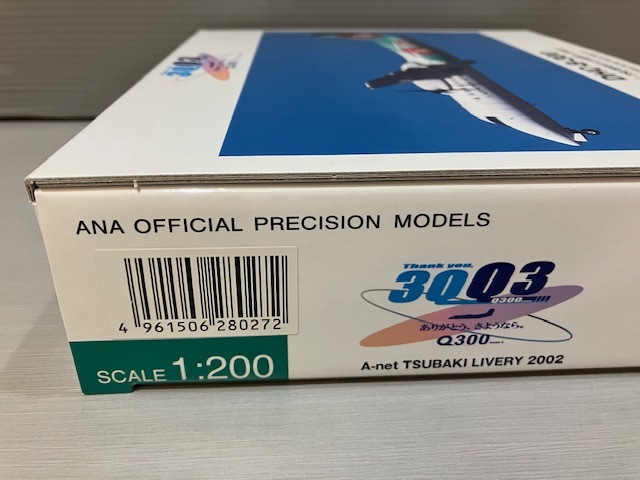 3Q03
ANA OFFICIAL PRECISION MODELS
4 961506 280272
SCALE 1:200
Thank you.
3Q03
Q300
ありがとう、さようなら。
Q300.....
A-net TSUBAKI LIVERY 2002